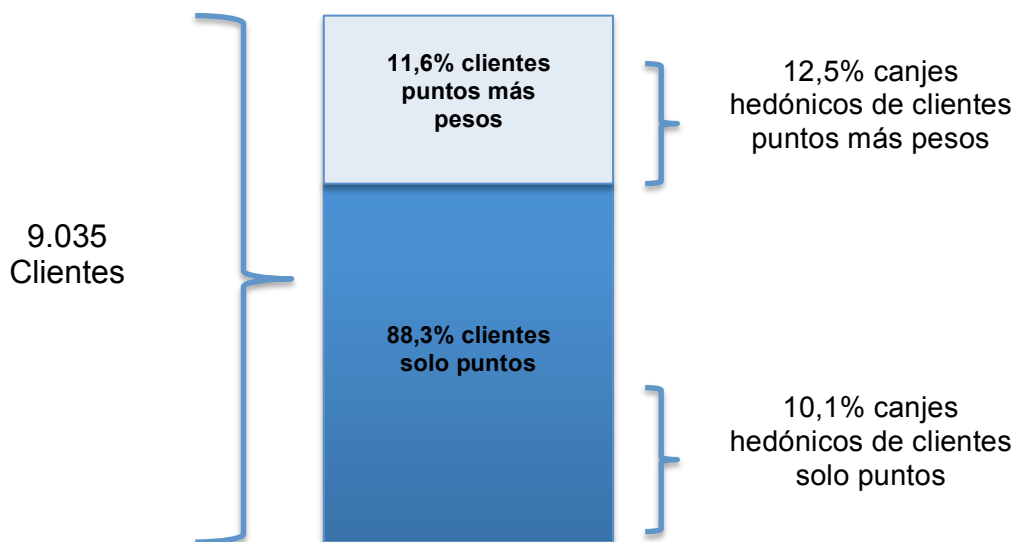 9.035
Clientes
11,6% clientes
puntos más
pesos
88,3% clientes
solo puntos
12,5% canjes
hedónicos de clientes
puntos más pesos
10,1% canjes
hedónicos de clientes
solo puntos